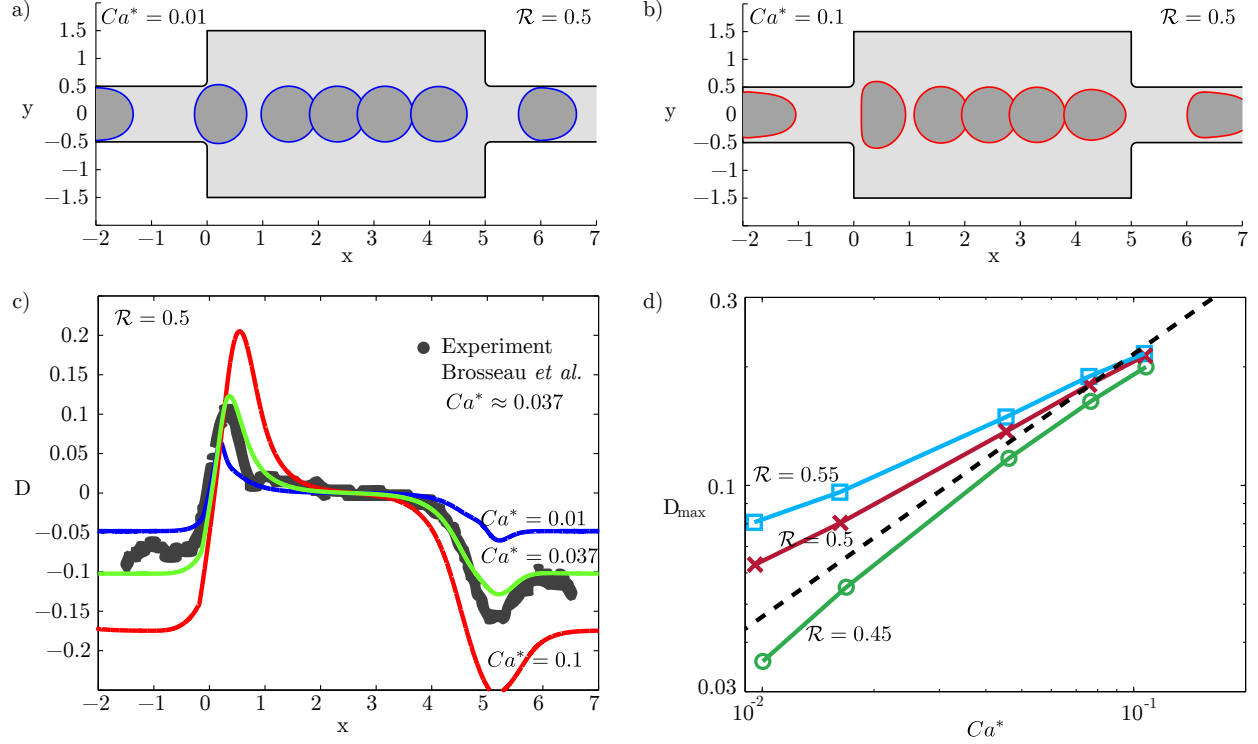 a)
Ca* = 0.01
R = 0.5
1.5
1
0.5
y
0
−0.5
−1
−1.5
−2 −1 0 1 2 3 4 5 6 7
x
b)
Ca* = 0.1
R = 0.5
1.5
1
0.5
y
0
−0.5
−1
−1.5
−2 −1 0 1 2 3 4 5 6 7
x
c)
R = 0.5
0.2
0.15
0.1
0.05
D
0
−0.05
−0.1
−0.15
−0.2
Experiment
Brosseau et al.
Ca* ≈ 0.037
Ca* = 0.01
Ca* = 0.037
Ca* = 0.1
−2 −1 0 1 2 3 4 5 6 7
x
d)
0.3
0.1
Dmax
0.03
R = 0.55
R = 0.5
R = 0.45
10-2 10-1
Ca*